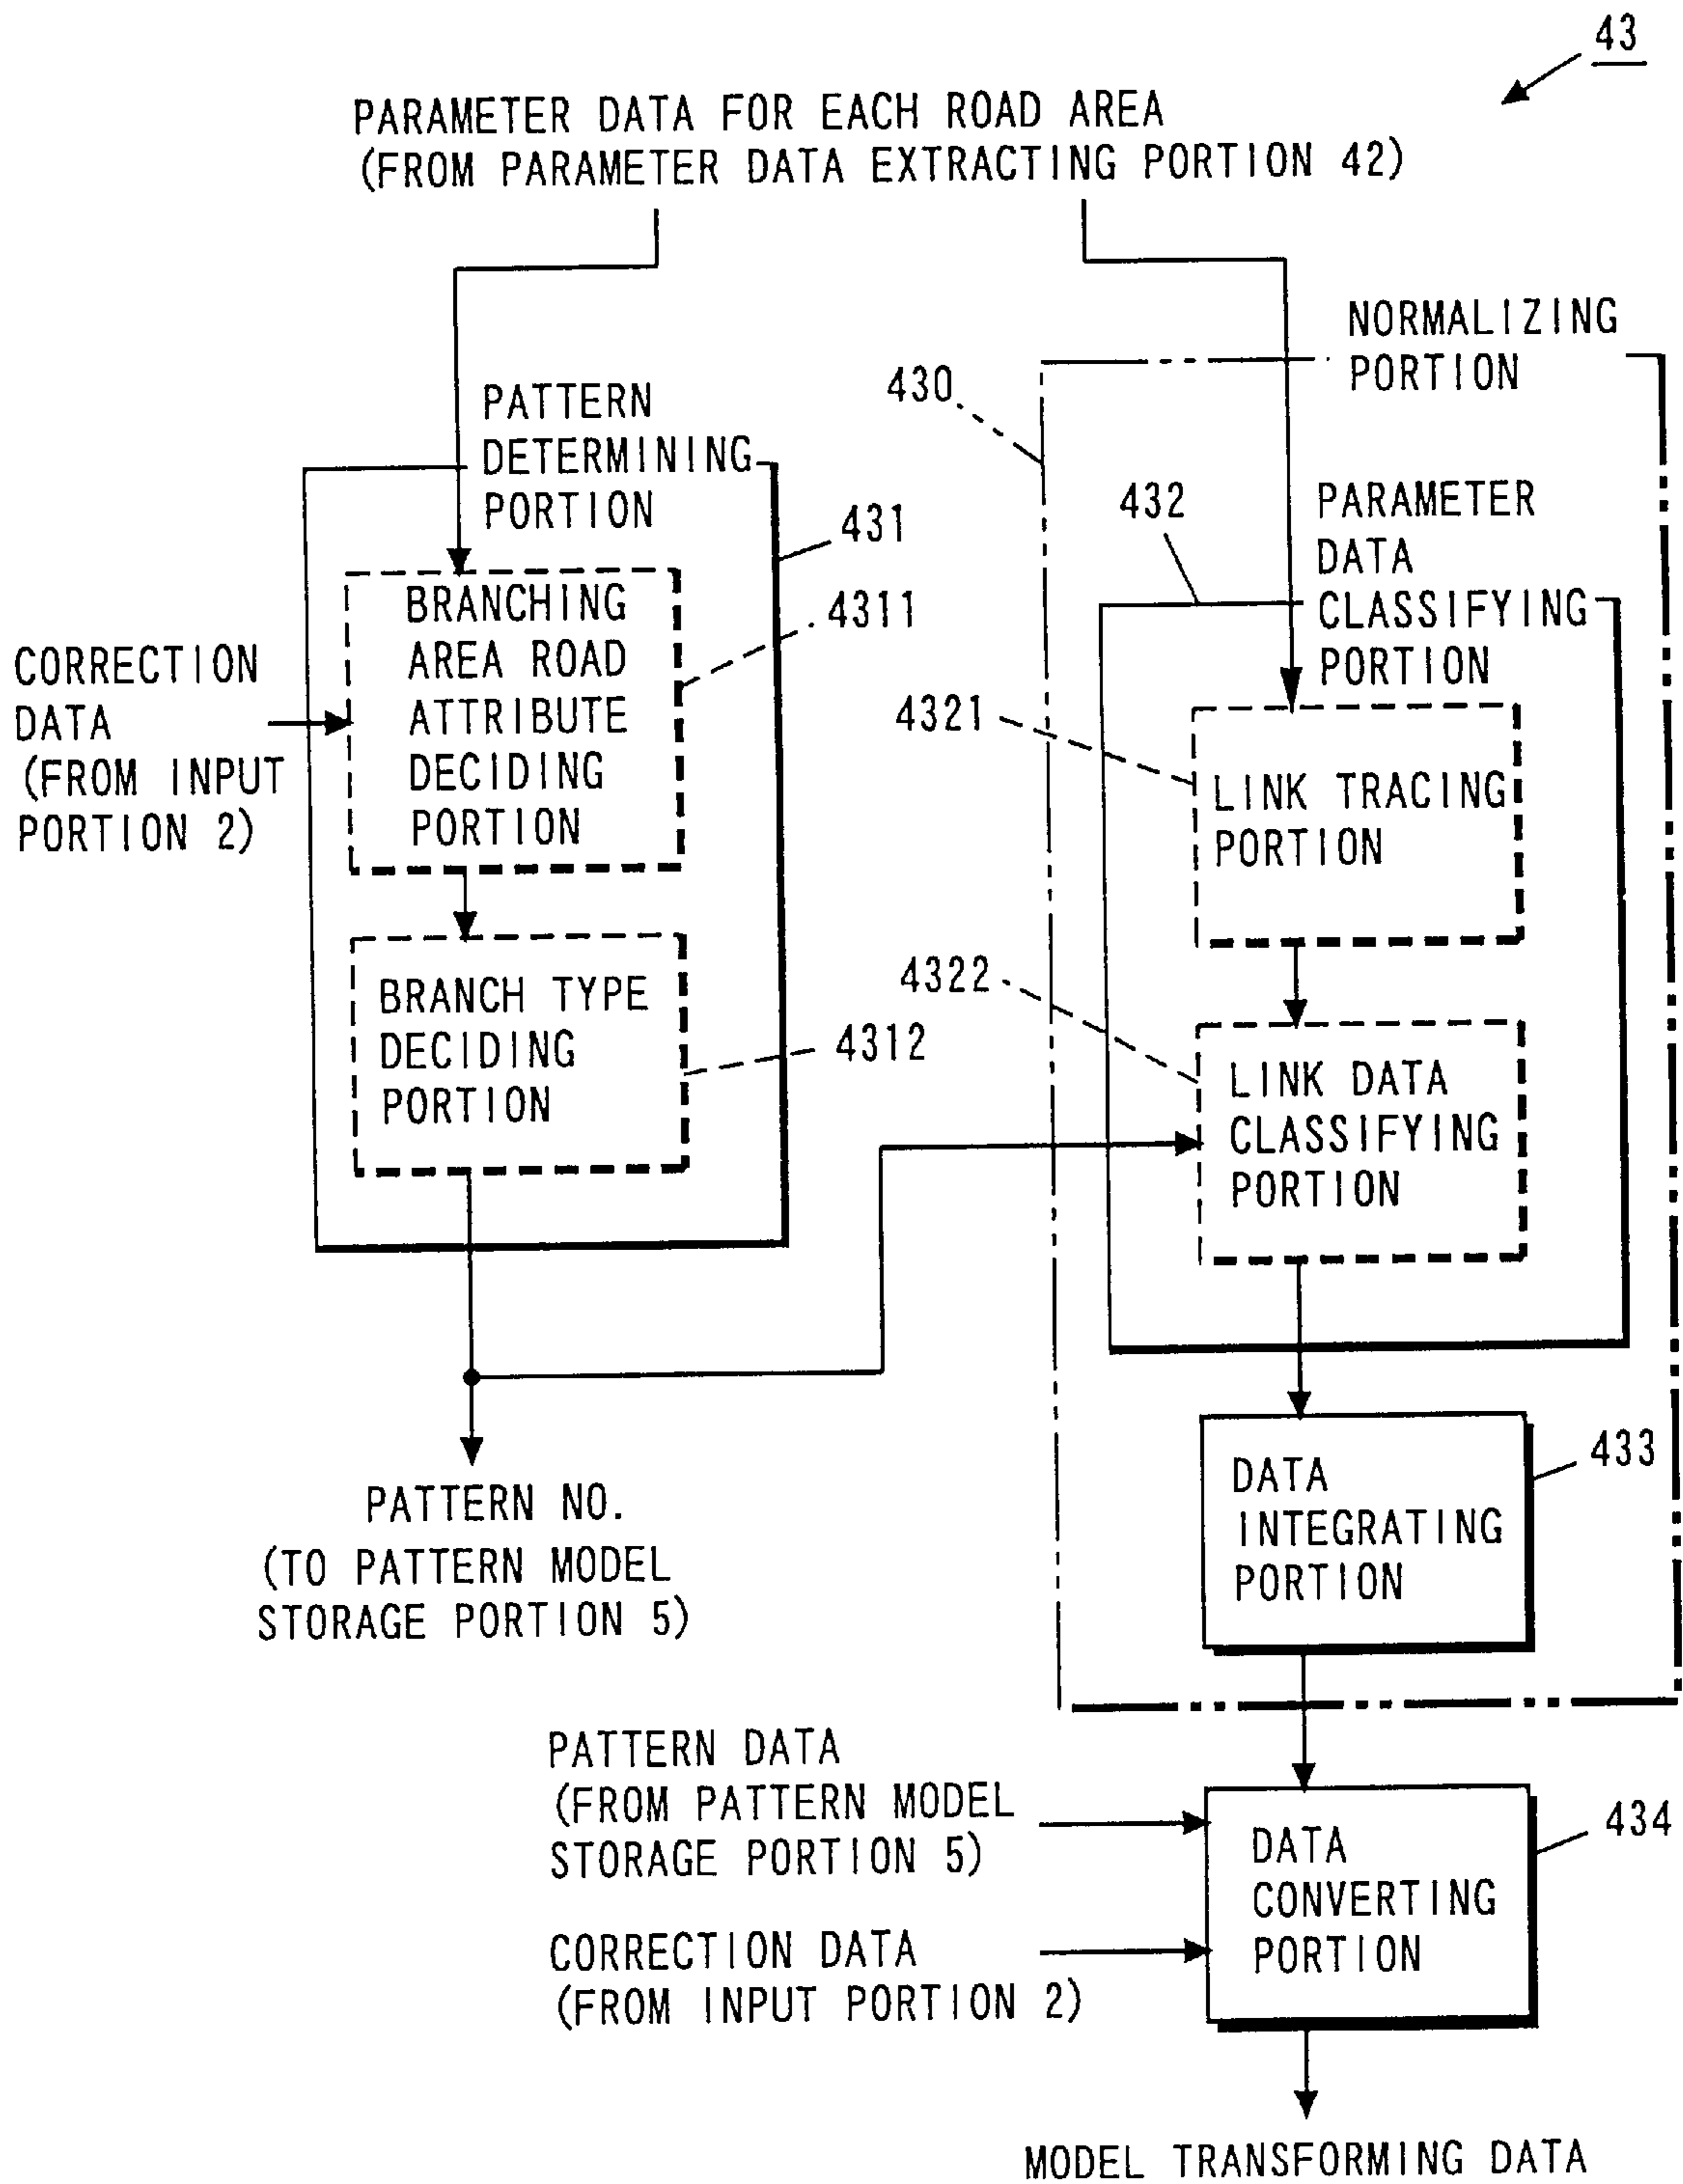 43
PARAMETER DATA FOR EACH ROAD AREA
(FROM PARAMETER DATA EXTRACTING PORTION 42)
NORMALIZING
PORTION
430
PATTERN
DETERMINING
PORTION
431
432
PARAMETER
DATA
CLASSIFYING
PORTION
BRANCHING
AREA ROAD
ATTRIBUTE
DECIDING
PORTION
4311
CORRECTION
DATA
(FROM INPUT
PORTION 2)
4321
LINK TRACING
PORTION
BRANCH TYPE
DECIDING
PORTION
4312
4322
LINK DATA
CLASSIFYING
PORTION
DATA
INTEGRATING
PORTION
433
PATTERN NO.
(TO PATTERN MODEL
STORAGE PORTION 5)
PATTERN DATA
(FROM PATTERN MODEL
STORAGE PORTION 5)
DATA
CONVERTING
PORTION
434
CORRECTION DATA
(FROM INPUT PORTION 2)
MODEL TRANSFORMING DATA